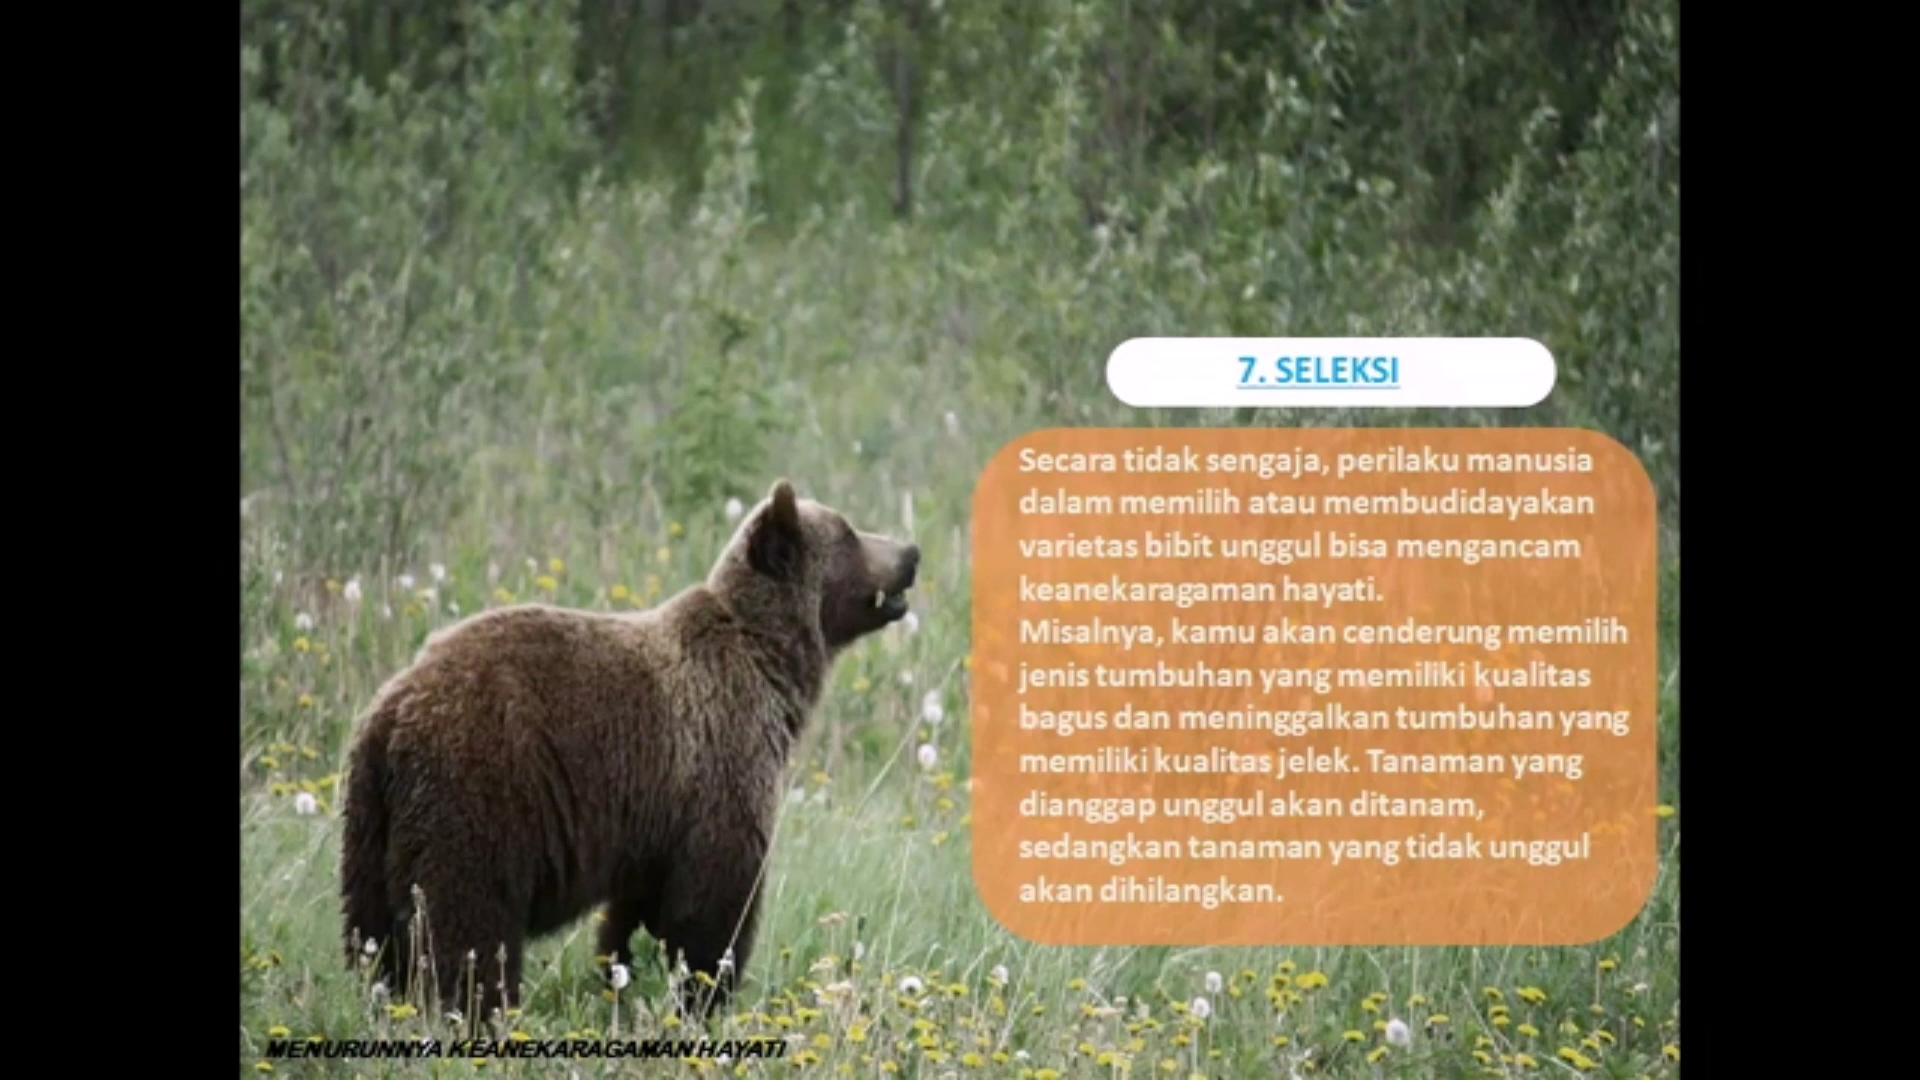 7. SELEKSI
Secara tidak sengaja, perilaku manusia
dalam memilih atau membudidayakan
varietas bibit unggul bisa mengancam
keanekaragaman hayati.
Misalnya, kamu akan cenderung memilih
jenis tumbuhan yang memiliki kualitas
bagus dan meninggalkan tumbuhan yang
memiliki kualitas jelek. Tanaman yang
dianggap unggul akan ditanam,
sedangkan tanaman yang tidak unggul
akan dihilangkan.
MENURUNNYA KEANEKARAGAMAN HAYATI